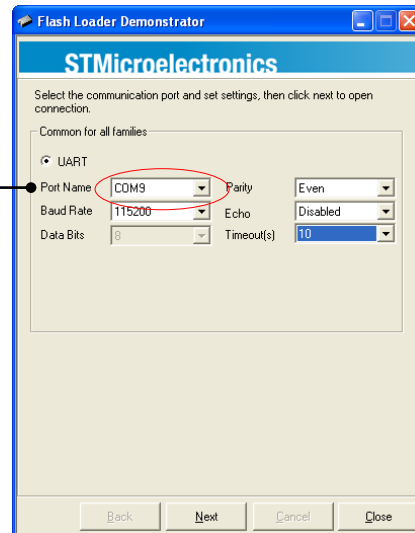 Flash Loader Demonstrator
STMicroelectronics
Select the communication port and set settings, then click next to open
connection.
Common for all families
UART
Port Name COM9 Parity Even
Baud Rate 115200 Echo Disabled
Data Bits 8 Timeout(s) 10
Back Next Cancel Close